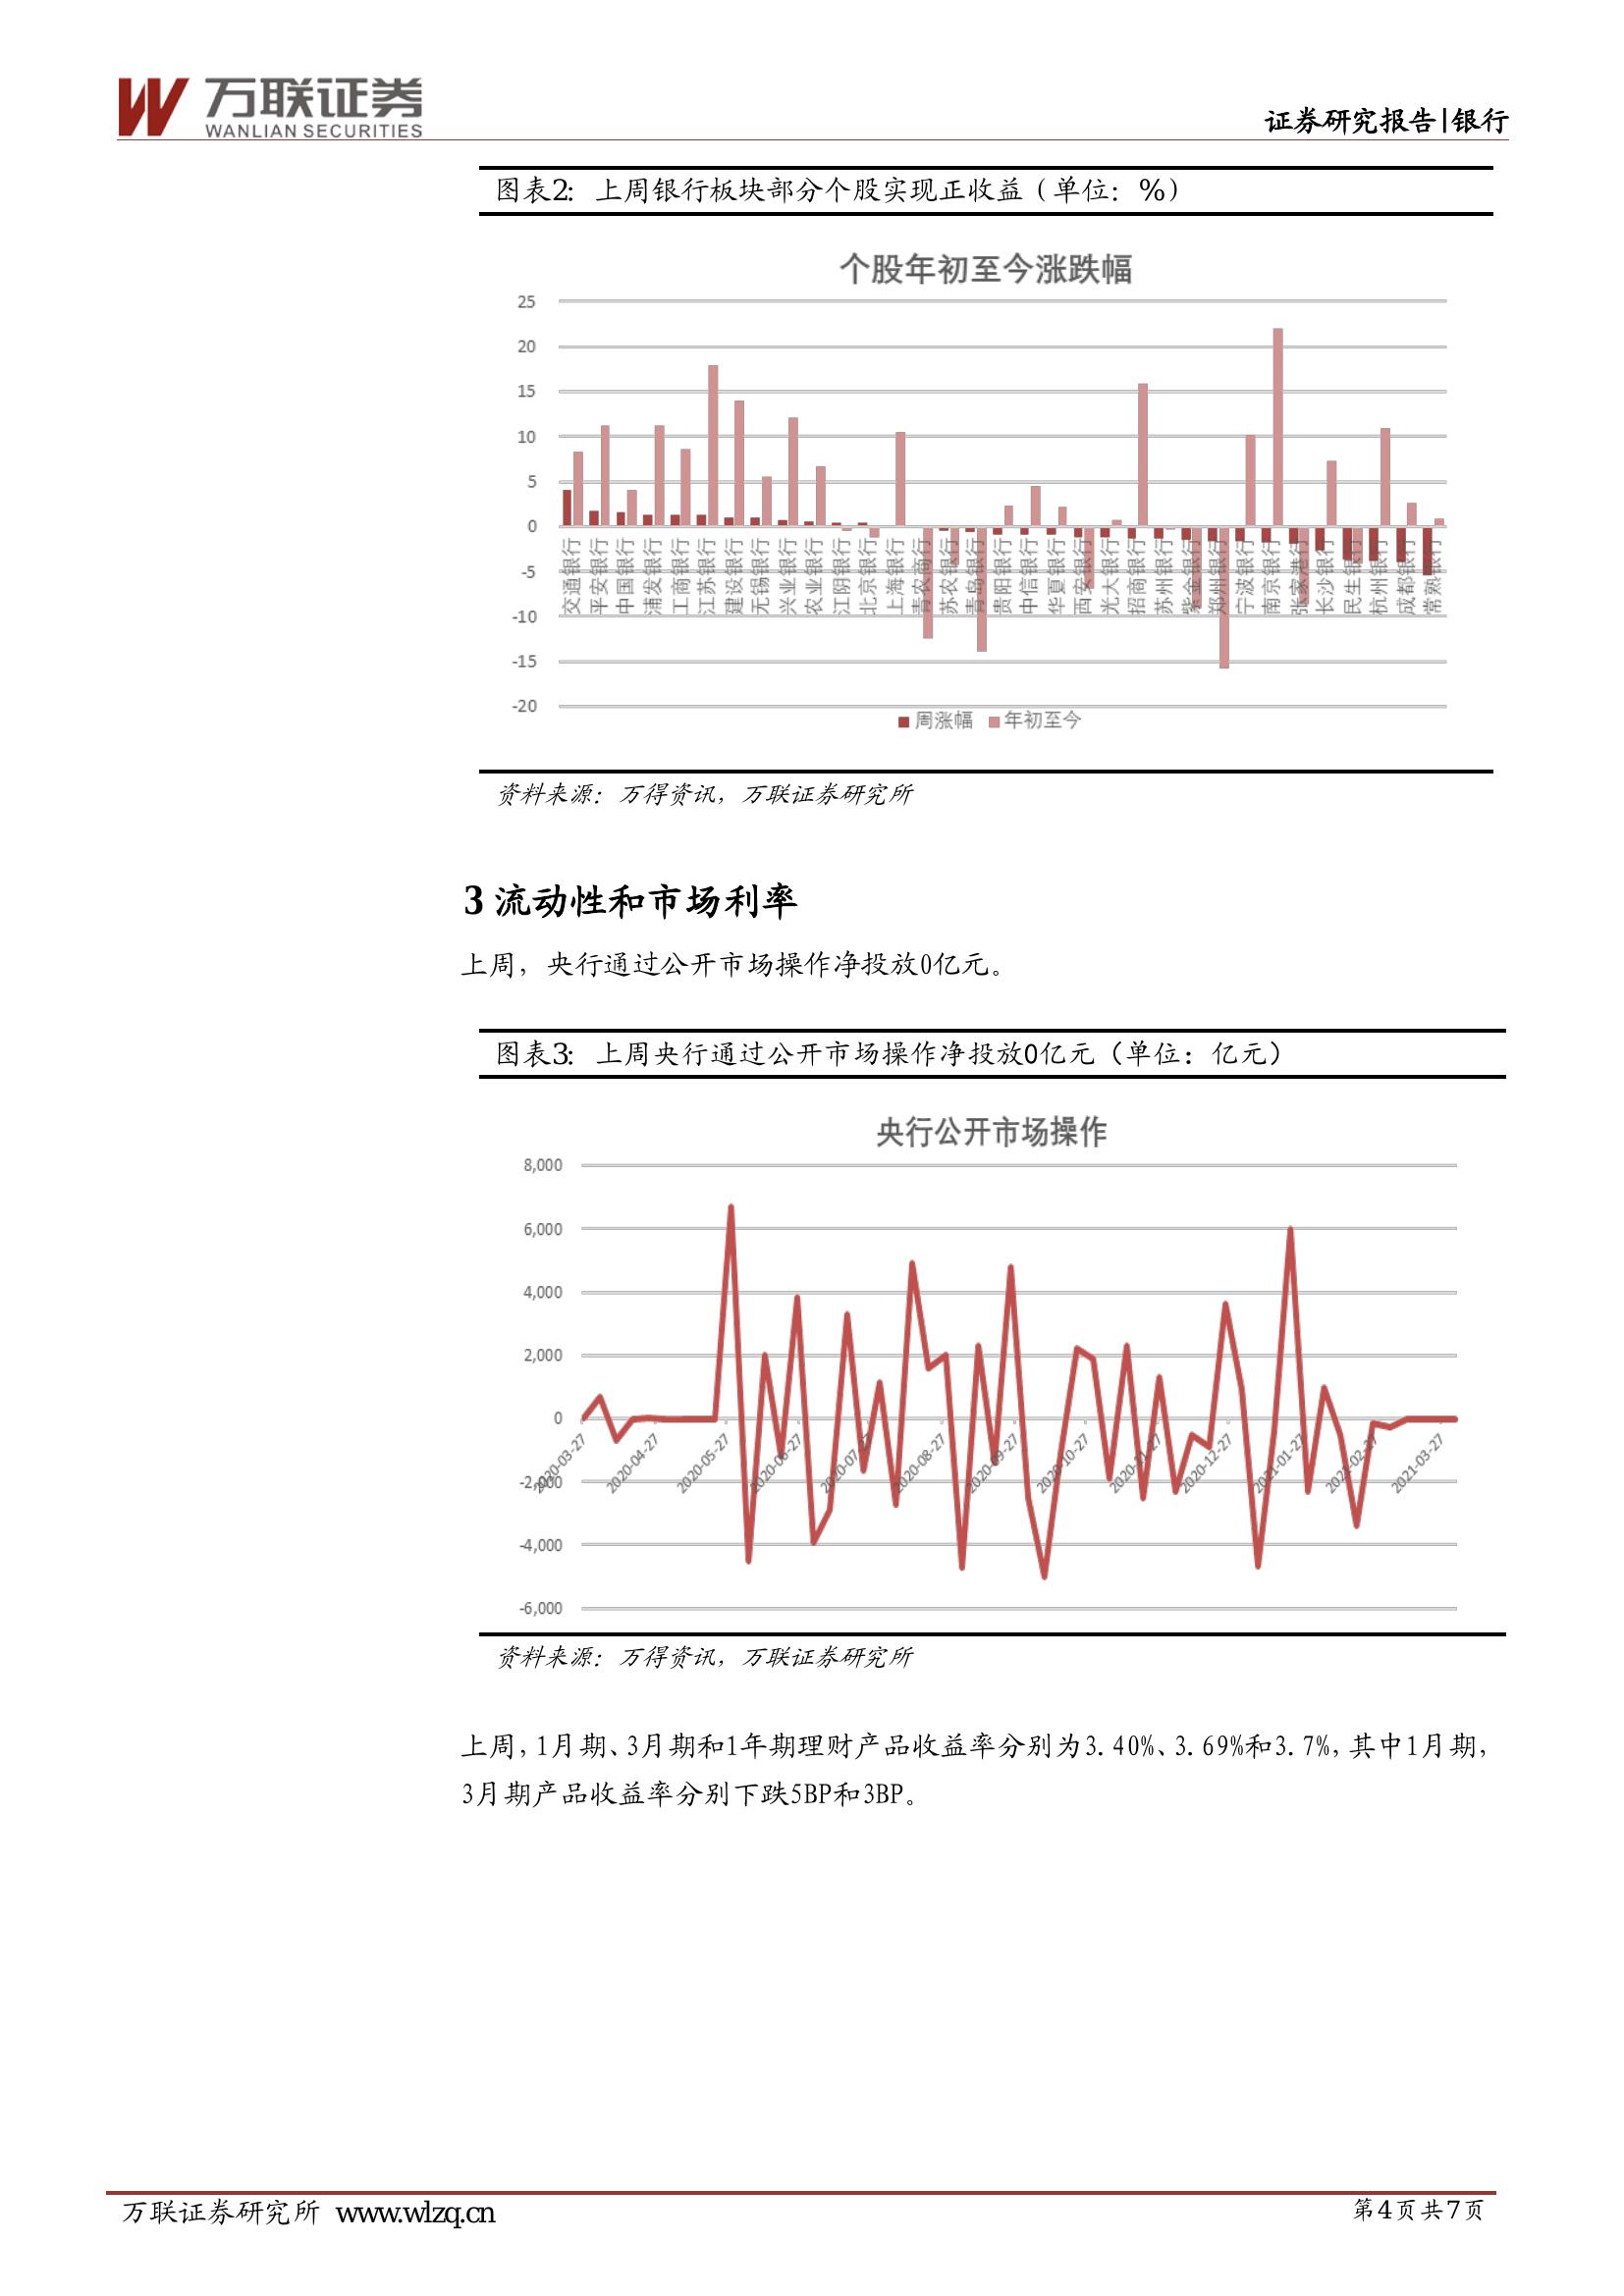 万联证券
WANLIAN SECURITIES
证券研究报告|银行
图表2: 上周银行板块部分个股实现正收益（单位：%）
个股年初至今涨跌幅
25
20
15
10
5
0
-5
-10
-15
-20
交通银行
平安银行
中国银行
浦发银行
工商银行
江苏银行
建设银行
无锡银行
兴业银行
农业银行
江阴银行
北京银行
上海银行
青农商行
苏农银行
青岛银行
贵阳银行
中信银行
华夏银行
西安银行
光大银行
招商银行
苏州银行
紫金银行
郑州银行
宁波银行
南京银行
张家港行
长沙银行
民生银行
杭州银行
成都银行
常熟银行
周涨幅 年初至今
资料来源：万得资讯，万联证券研究所
3 流动性和市场利率
上周，央行通过公开市场操作净投放0亿元。
图表3: 上周央行通过公开市场操作净投放0亿元（单位：亿元）
央行公开市场操作
8,000
6,000
4,000
2,000
0
-2,000
-4,000
-6,000
2020-03-27
2020-04-27
2020-05-27
2020-06-27
2020-07-27
2020-08-27
2020-09-27
2020-10-27
2020-11-27
2020-12-27
2021-01-27
2021-02-27
2021-03-27
资料来源：万得资讯，万联证券研究所
上周，1月期、3月期和1年期理财产品收益率分别为3.40%、3.69%和3.7%，其中1月期，
3月期产品收益率分别下跌5BP和3BP。
万联证券研究所 www.wlzq.cn
第4页共7页